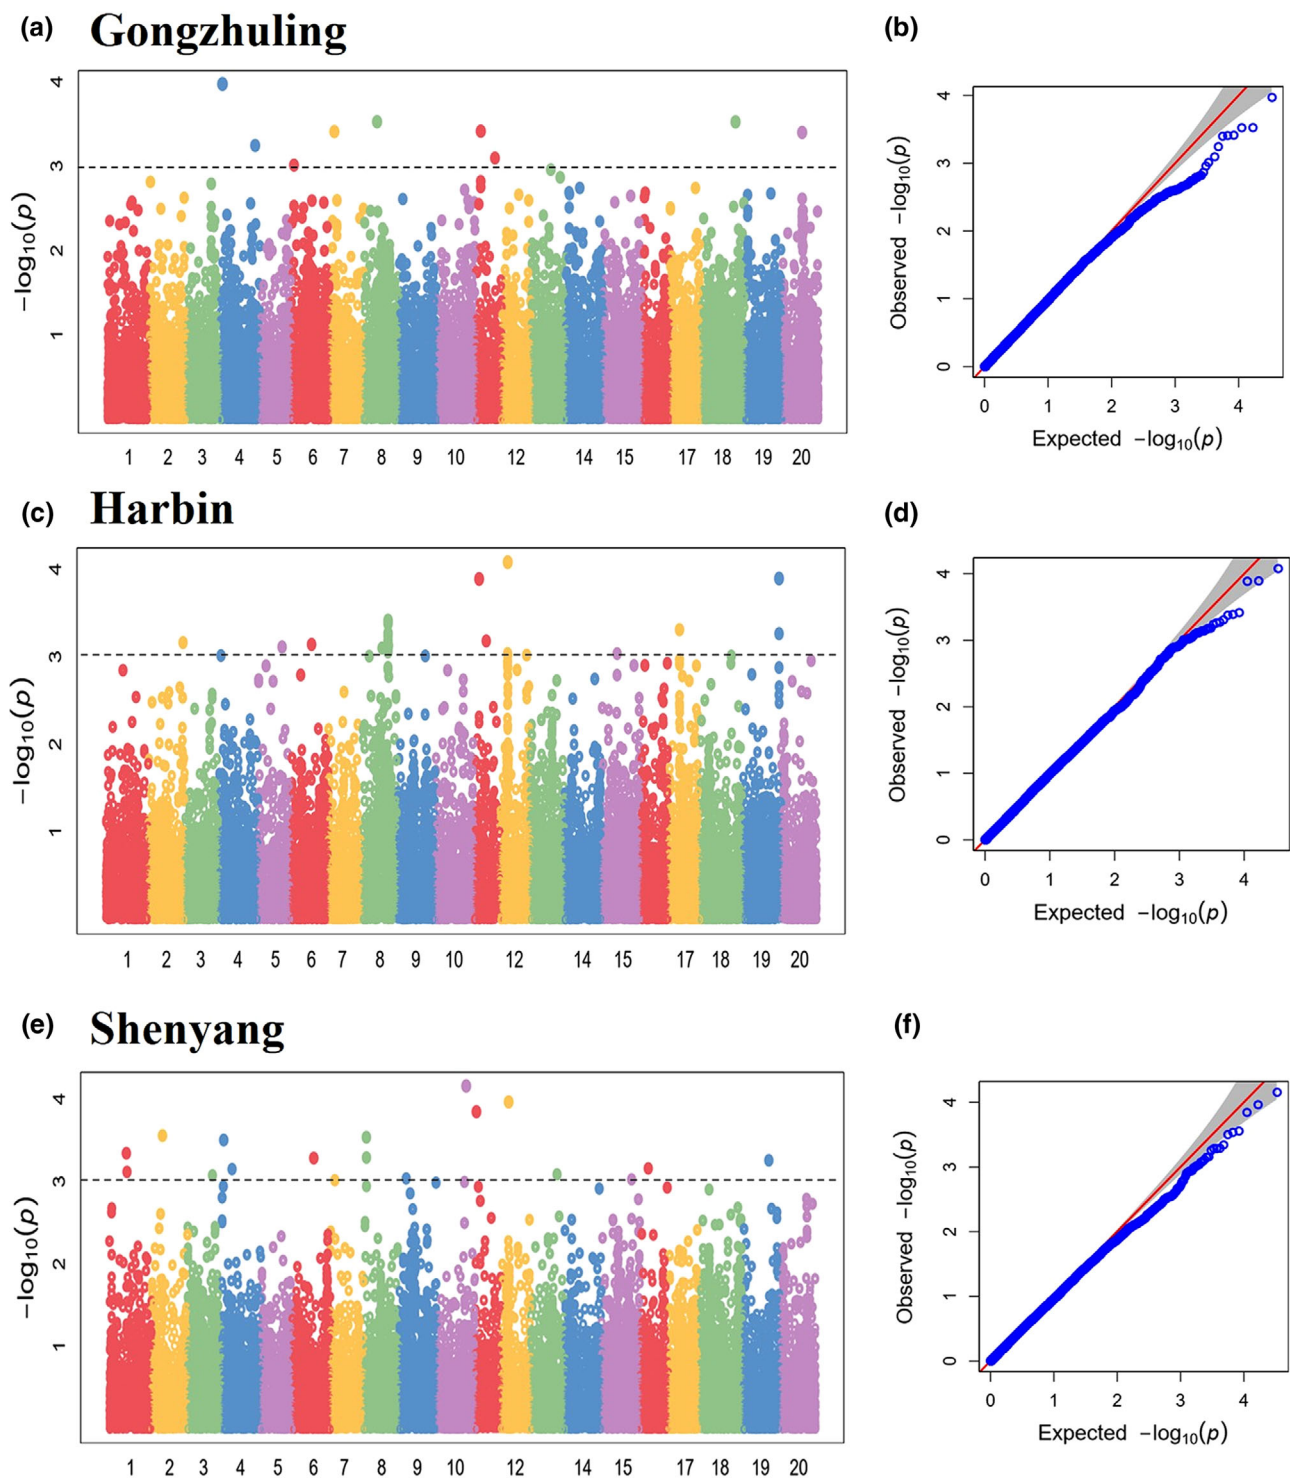 (a) Gongzhuling
−log₁₀(p)
4
3
2
1
1 2 3 4 5 6 7 8 9 10 12 14 15 17 18 19 20
(b)
Observed −log₁₀(p)
4
3
2
1
0
0 1 2 3 4
Expected −log₁₀(p)
(c) Harbin
−log₁₀(p)
4
3
2
1
1 2 3 4 5 6 7 8 9 10 12 14 15 17 18 19 20
(d)
Observed −log₁₀(p)
4
3
2
1
0
0 1 2 3 4
Expected −log₁₀(p)
(e) Shenyang
−log₁₀(p)
4
3
2
1
1 2 3 4 5 6 7 8 9 10 12 14 15 17 18 19 20
(f)
Observed −log₁₀(p)
4
3
2
1
0
0 1 2 3 4
Expected −log₁₀(p)